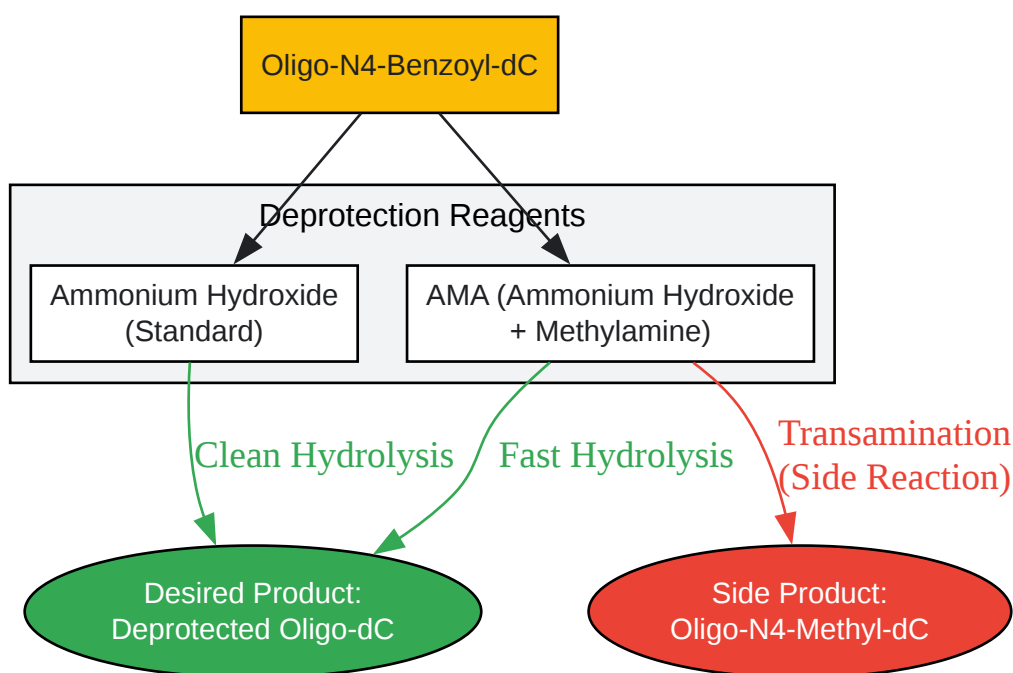 Oligo-N4-Benzoyl-dC
Deprotection Reagents
Ammonium Hydroxide
(Standard)
AMA (Ammonium Hydroxide
+ Methylamine)
Clean Hydrolysis
Fast Hydrolysis
Transamination
(Side Reaction)
Desired Product:
Deprotected Oligo-dC
Side Product:
Oligo-N4-Methyl-dC